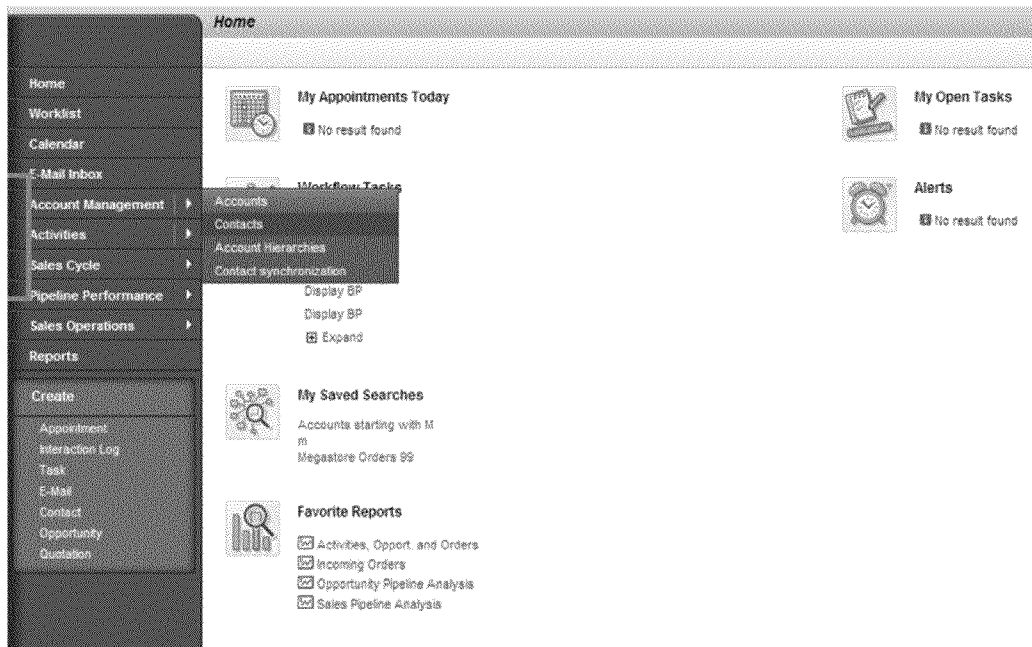 Home
Home
Worklist
Calendar
E-Mail Inbox
Account Management
Activities
Sales Cycle
Pipeline Performance
Sales Operations
Reports
Create
Appointment
Interaction Log
Task
E-Mail
Contact
Opportunity
Quotation
Accounts
Contacts
Account Hierarchies
Contact synchronization
My Appointments Today
No result found
Workflow Tasks
Display BP
Display BP
Expand
My Saved Searches
Accounts starting with M
m
Megastore Orders 99
Favorite Reports
Activities, Opport. and Orders
Incoming Orders
Opportunity Pipeline Analysis
Sales Pipeline Analysis
My Open Tasks
No result found
Alerts
No result found